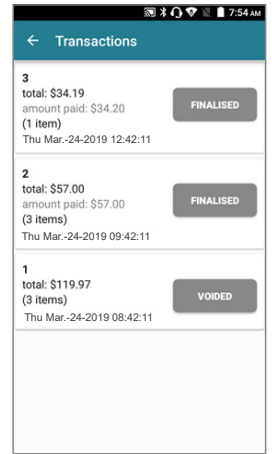 7:54 AM
Transactions
3
total: $34.19
amount paid: $34.20
(1 item)
Thu Mar.-24-2019 12:42:11
FINALISED
2
total: $57.00
amount paid: $57.00
(3 items)
Thu Mar.-24-2019 09:42:11
FINALISED
1
total: $119.97
(3 items)
Thu Mar.-24-2019 08:42:11
VOIDED